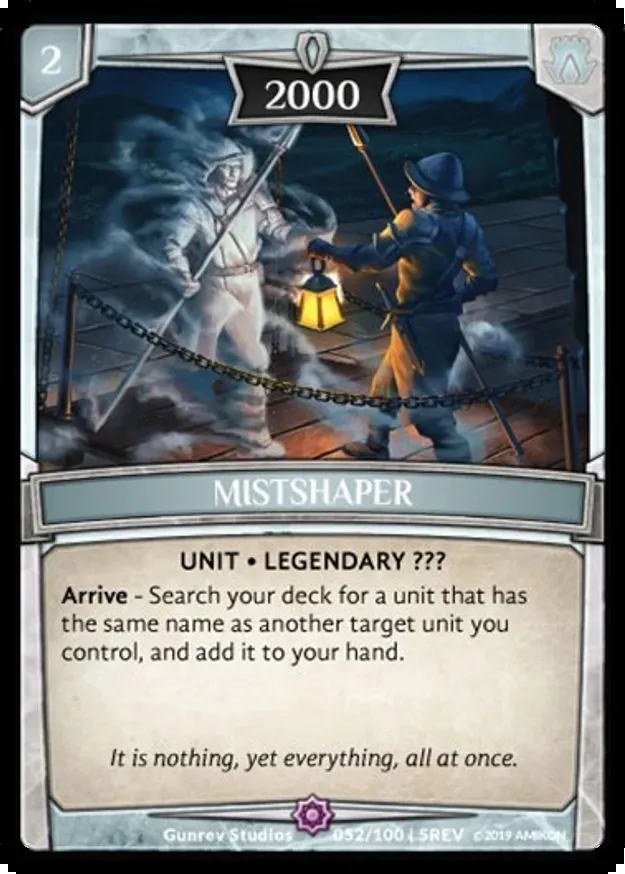 2
2000
MISTSHAPER
UNIT • LEGENDARY ???
Arrive - Search your deck for a unit that has
the same name as another target unit you
control, and add it to your hand.
It is nothing, yet everything, all at once.
Gunrev Studios 052/100 | SREV © 2019 AMIKON